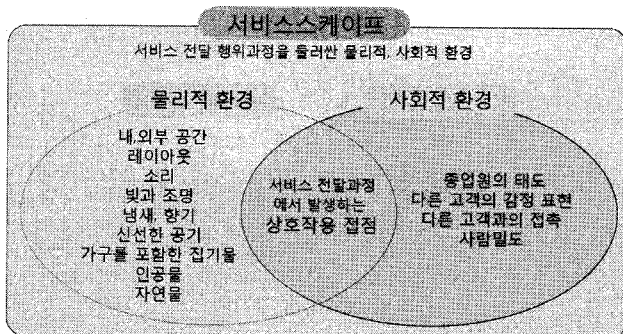 서비스스케이프
서비스 전달 행위과정을 둘러싼 물리적, 사회적 환경
물리적 환경
사회적 환경
내,외부 공간
레이아웃
소리
빛과 조명
냄새, 향기
신선한 공기
가구를 포함한 집기물
인공물
자연물
서비스 전달과정
에서 발생하는
상호작용 접점
종업원의 태도
다른 고객의 감정 표현
다른 고객과의 접촉
사람밀도